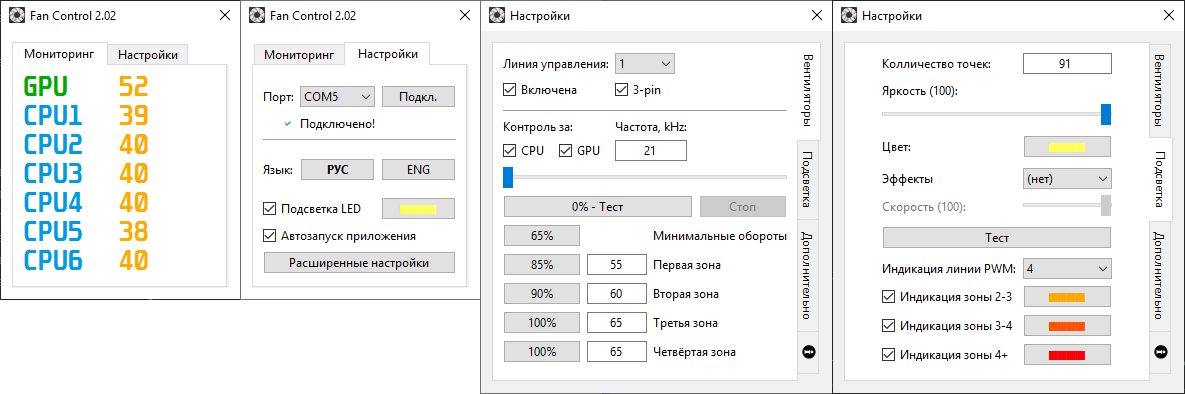 Fan Control 2.02
Мониторинг
Настройки
GPU 52
CPU1 39
CPU2 40
CPU3 40
CPU4 40
CPU5 38
CPU6 40
Fan Control 2.02
Мониторинг
Настройки
Порт: COM5 Подкл.
Подключено!
Язык: РУС ENG
Подсветка LED
Автозапуск приложения
Расширенные настройки
Настройки
Линия управления: 1
Включена 3-pin
Контроль за: Частота, kHz:
CPU GPU 21
0% - Тест Стоп
65% Минимальные обороты
85% 55 Первая зона
90% 60 Вторая зона
100% 65 Третья зона
100% 65 Четвёртая зона
Вентиляторы
Подсветка
Дополнительно
Настройки
Колличество точек: 91
Яркость (100):
Цвет:
Эффекты (нет)
Скорость (100):
Тест
Индикация линии PWM: 4
Индикация зоны 2-3
Индикация зоны 3-4
Индикация зоны 4+
Вентиляторы
Подсветка
Дополнительно